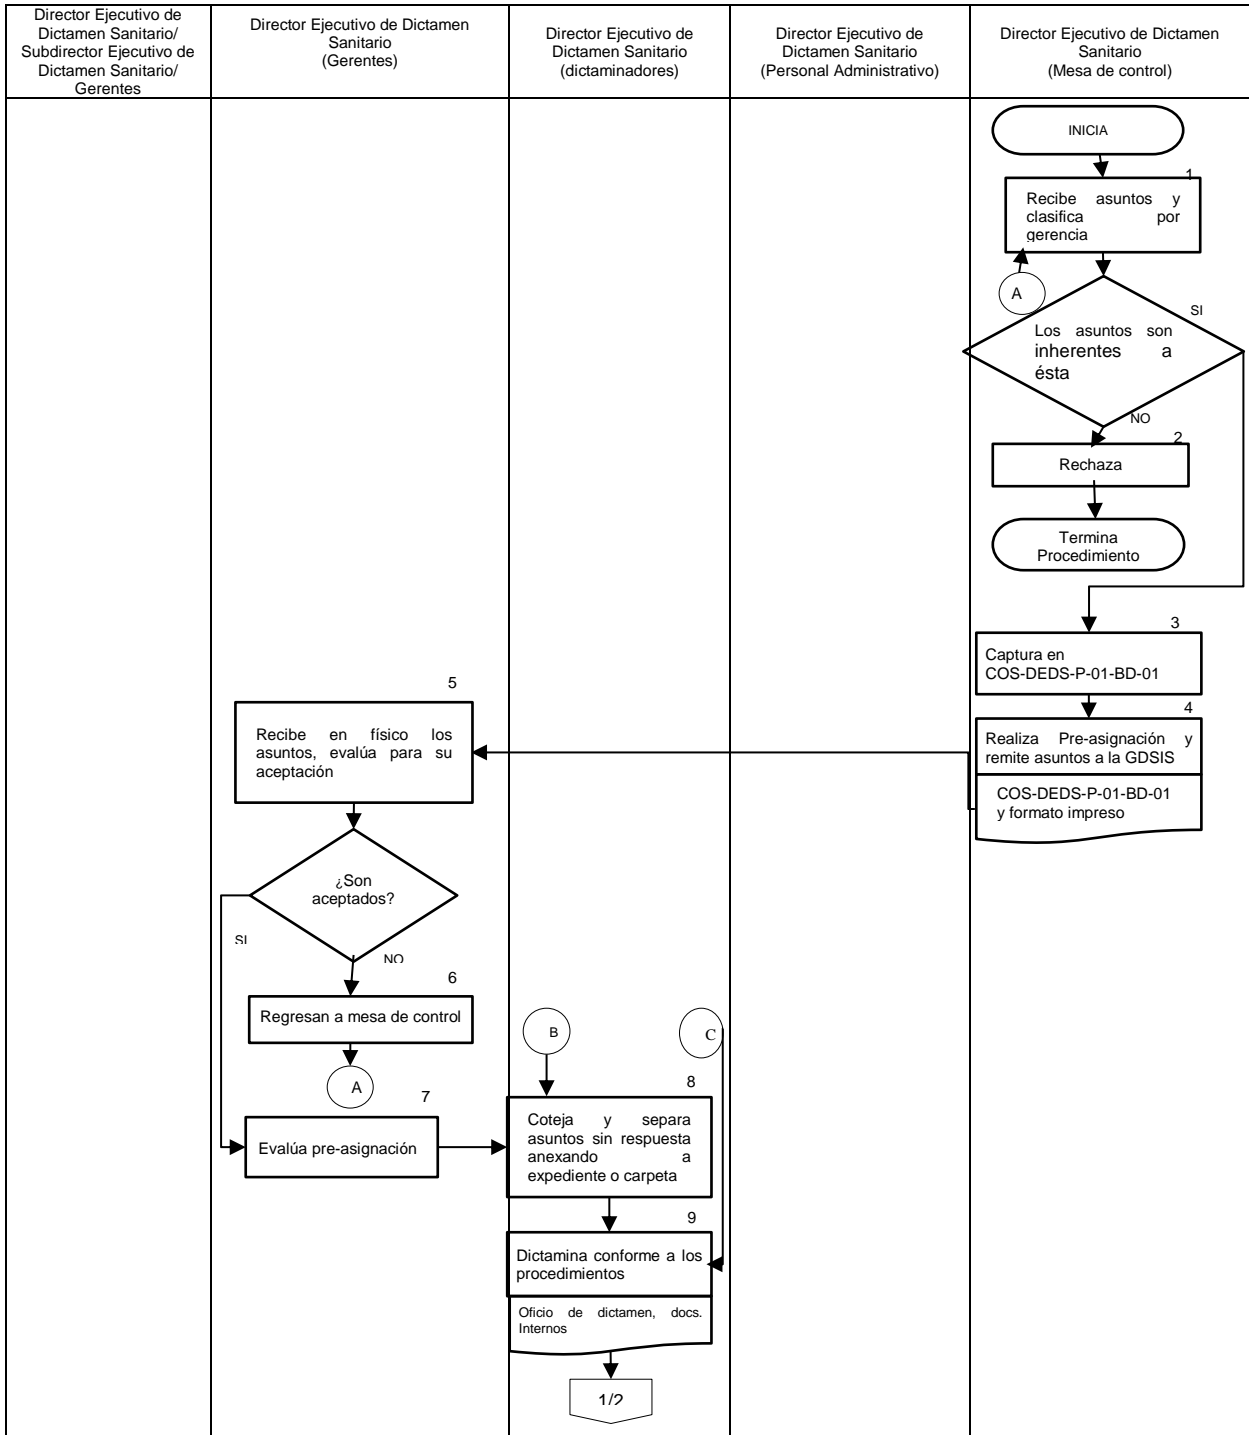 Director Ejecutivo de
Dictamen Sanitario/
Subdirector Ejecutivo de
Dictamen Sanitario/
Gerentes
Director Ejecutivo de Dictamen
Sanitario
(Gerentes)
Director Ejecutivo de
Dictamen Sanitario
(dictaminadores)
Director Ejecutivo de
Dictamen Sanitario
(Personal Administrativo)
Director Ejecutivo de Dictamen
Sanitario
(Mesa de control)
INICIA
1
Recibe asuntos y
clasifica por
gerencia
A
SI
Los asuntos son
inherentes a
ésta
NO
2
Rechaza
Termina
Procedimiento
3
Captura en
COS-DEDS-P-01-BD-01
4
Realiza Pre-asignación y
remite asuntos a la GDSIS
COS-DEDS-P-01-BD-01
y formato impreso
5
Recibe en físico los
asuntos, evalúa para su
aceptación
¿Son
aceptados?
SI
NO
6
Regresan a mesa de control
A
7
Evalúa pre-asignación
B
C
8
Coteja y separa
asuntos sin respuesta
anexando a
expediente o carpeta
9
Dictamina conforme a los
procedimientos
Oficio de dictamen, docs.
Internos
1/2